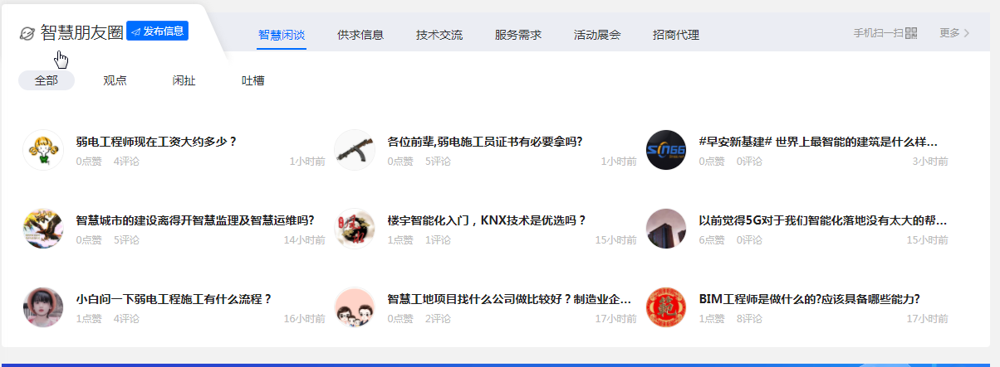 智慧朋友圈 发布信息 智慧闲谈 供求信息 技术交流 服务需求 活动展会 招商代理 手机扫一扫 更多
全部 观点 闲扯 吐槽
弱电工程师现在工资大约多少？
0点赞 4评论 1小时前
各位前辈,弱电施工员证书有必要拿吗?
0点赞 5评论 1小时前
#早安新基建# 世界上最智能的建筑是什么样...
0点赞 0评论 3小时前
智慧城市的建设离得开智慧监理及智慧运维吗?
0点赞 5评论 14小时前
楼宇智能化入门，KNX技术是优选吗？
1点赞 1评论 15小时前
以前觉得5G对于我们智能化落地没有太大的帮...
6点赞 0评论 15小时前
小白问一下弱电工程施工有什么流程？
1点赞 4评论 16小时前
智慧工地项目找什么公司做比较好？制造业企...
0点赞 2评论 17小时前
BIM工程师是做什么的?应该具备哪些能力?
1点赞 8评论 17小时前